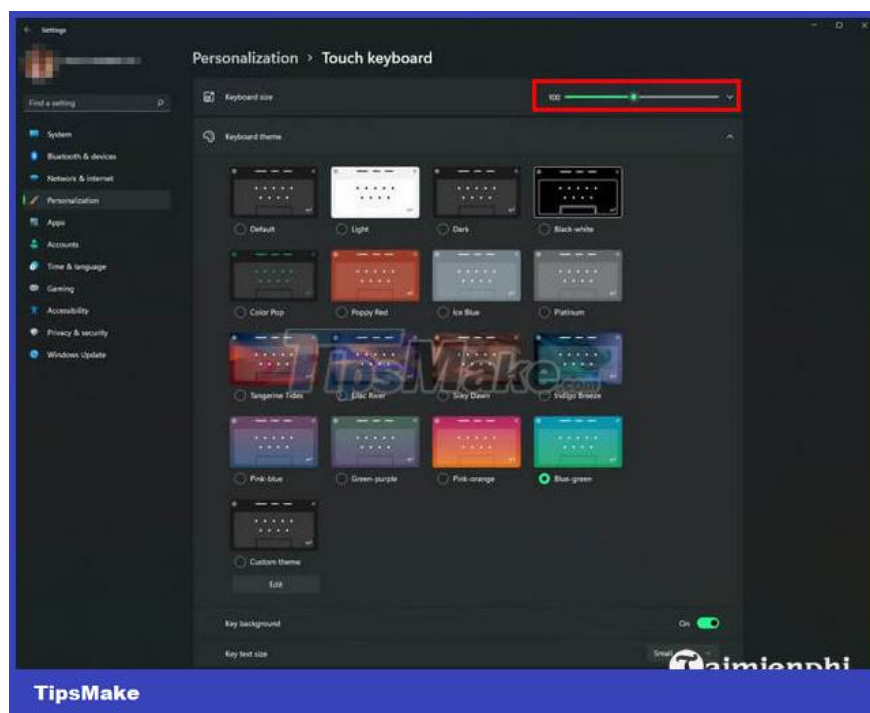 Settings
Personalization > Touch keyboard
Find a setting
System
Bluetooth & devices
Network & internet
Personalization
Apps
Accounts
Time & language
Gaming
Accessibility
Privacy & security
Windows Update
Keyboard size
100
Keyboard theme
Default
Light
Dark
Black-white
Color Pop
Poppy Red
Ice Blue
Platinum
Tangerine Tides
Lilac River
Silky Dawn
Indigo Breeze
TipsMake.com
Pink-blue
Green-purple
Pink-orange
Blue-green
Custom theme
Edit
Key background
On
Key text size
Small
Taimienphi
TipsMake